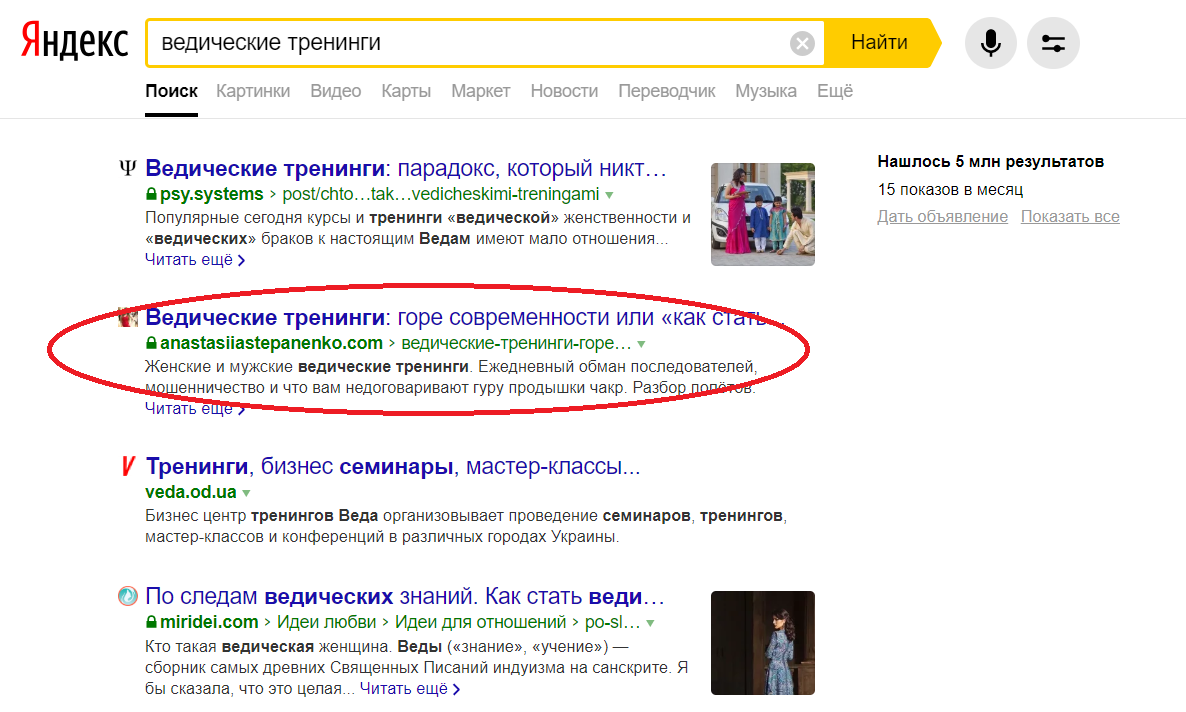 Яндекс
ведические тренинги
Найти
Поиск Картинки Видео Карты Маркет Новости Переводчик Музыка Ещё
Ведические тренинги: парадокс, который никт...
psy.systems › post/chto...tak...vedicheskimi-treningami
Популярные сегодня курсы и тренинги «ведической» женственности и
«ведических» браков к настоящим Ведам имеют мало отношения...
Читать ещё ›
Нашлось 5 млн результатов
15 показов в месяц
Дать объявление Показать все
Ведические тренинги: горе современности или «как стать
anastasiiastepanenko.com › ведические-тренинги-горе...
Женские и мужские ведические тренинги. Ежедневный обман последователей,
мошенничество и что вам недоговаривают гуру продышки чакр. Разбор полётов.
Читать ещё ›
Тренинги, бизнес семинары, мастер-классы...
veda.od.ua
Бизнес центр тренингов Веда организовывает проведение семинаров, тренингов,
мастер-классов и конференций в различных городах Украины.
По следам ведических знаний. Как стать веди...
miridei.com › Идеи любви › Идеи для отношений › po-sl...
Кто такая ведическая женщина. Веды («знание», «учение») —
сборник самых древних Священных Писаний индуизма на санскрите. Я
бы сказала, что это целая... Читать ещё ›